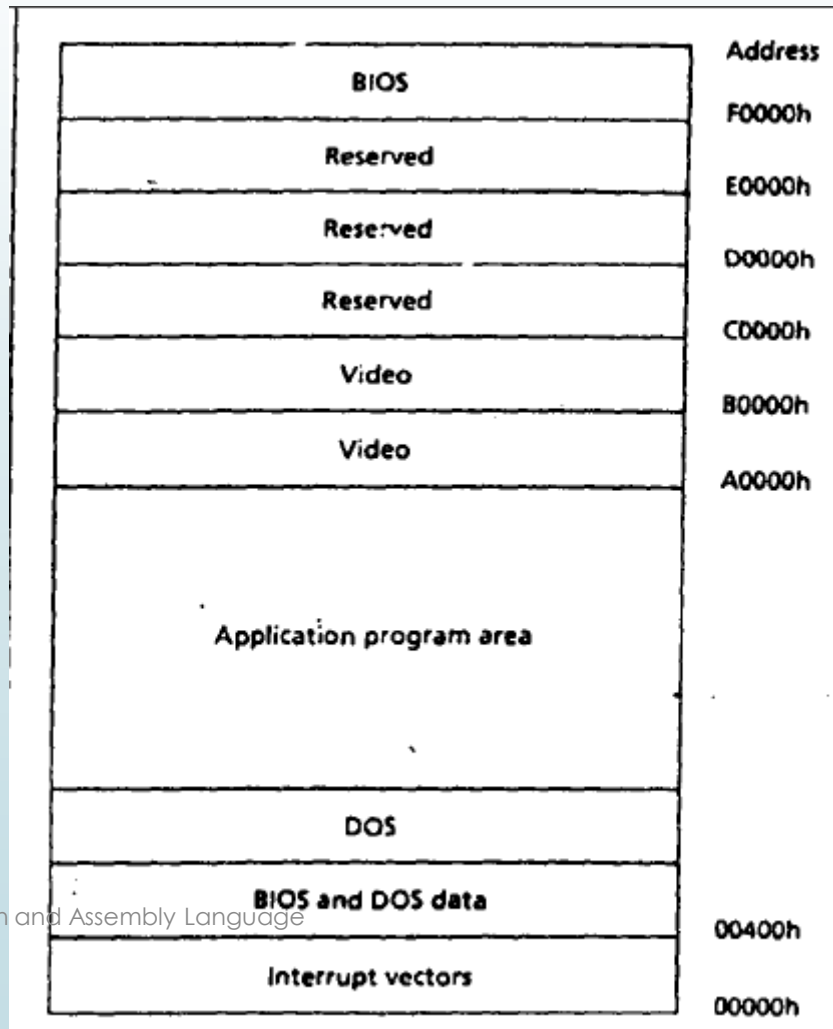 Address
BIOS
F0000h
Reserved
E0000h
Reserved
D0000h
Reserved
C0000h
Video
B0000h
Video
A0000h
Application program area
DOS
BIOS and DOS data
and Assembly Language
00400h
Interrupt vectors
00000h